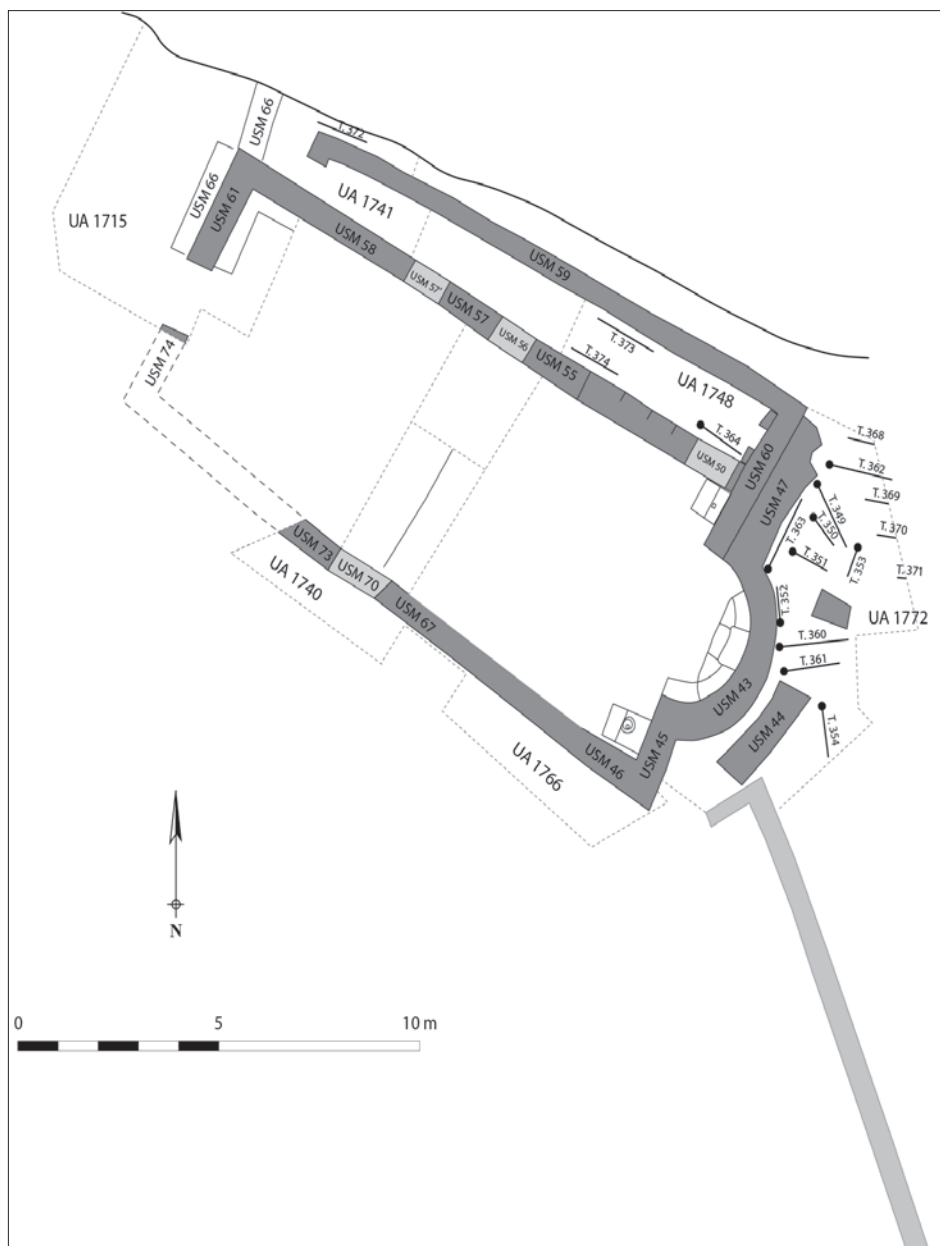 USM 66
T. 372
USM 66
USM 61
UA 1715
UA 1741
USM 58
USM 59
USM 57'
USM 57
USM 56
USM 55
T. 373
T. 374
USM 74
UA 1748
T. 364
USM 50
USM 60
USM 47
T. 368
T. 362
T. 369
T. 349
T. 350
T. 370
T. 363
T. 351
T. 353
T. 371
T. 352
UA 1772
USM 73
USM 70
UA 1740
USM 67
T. 360
T. 361
USM 43
USM 44
T. 354
USM 45
USM 46
UA 1766
N
0 5 10 m